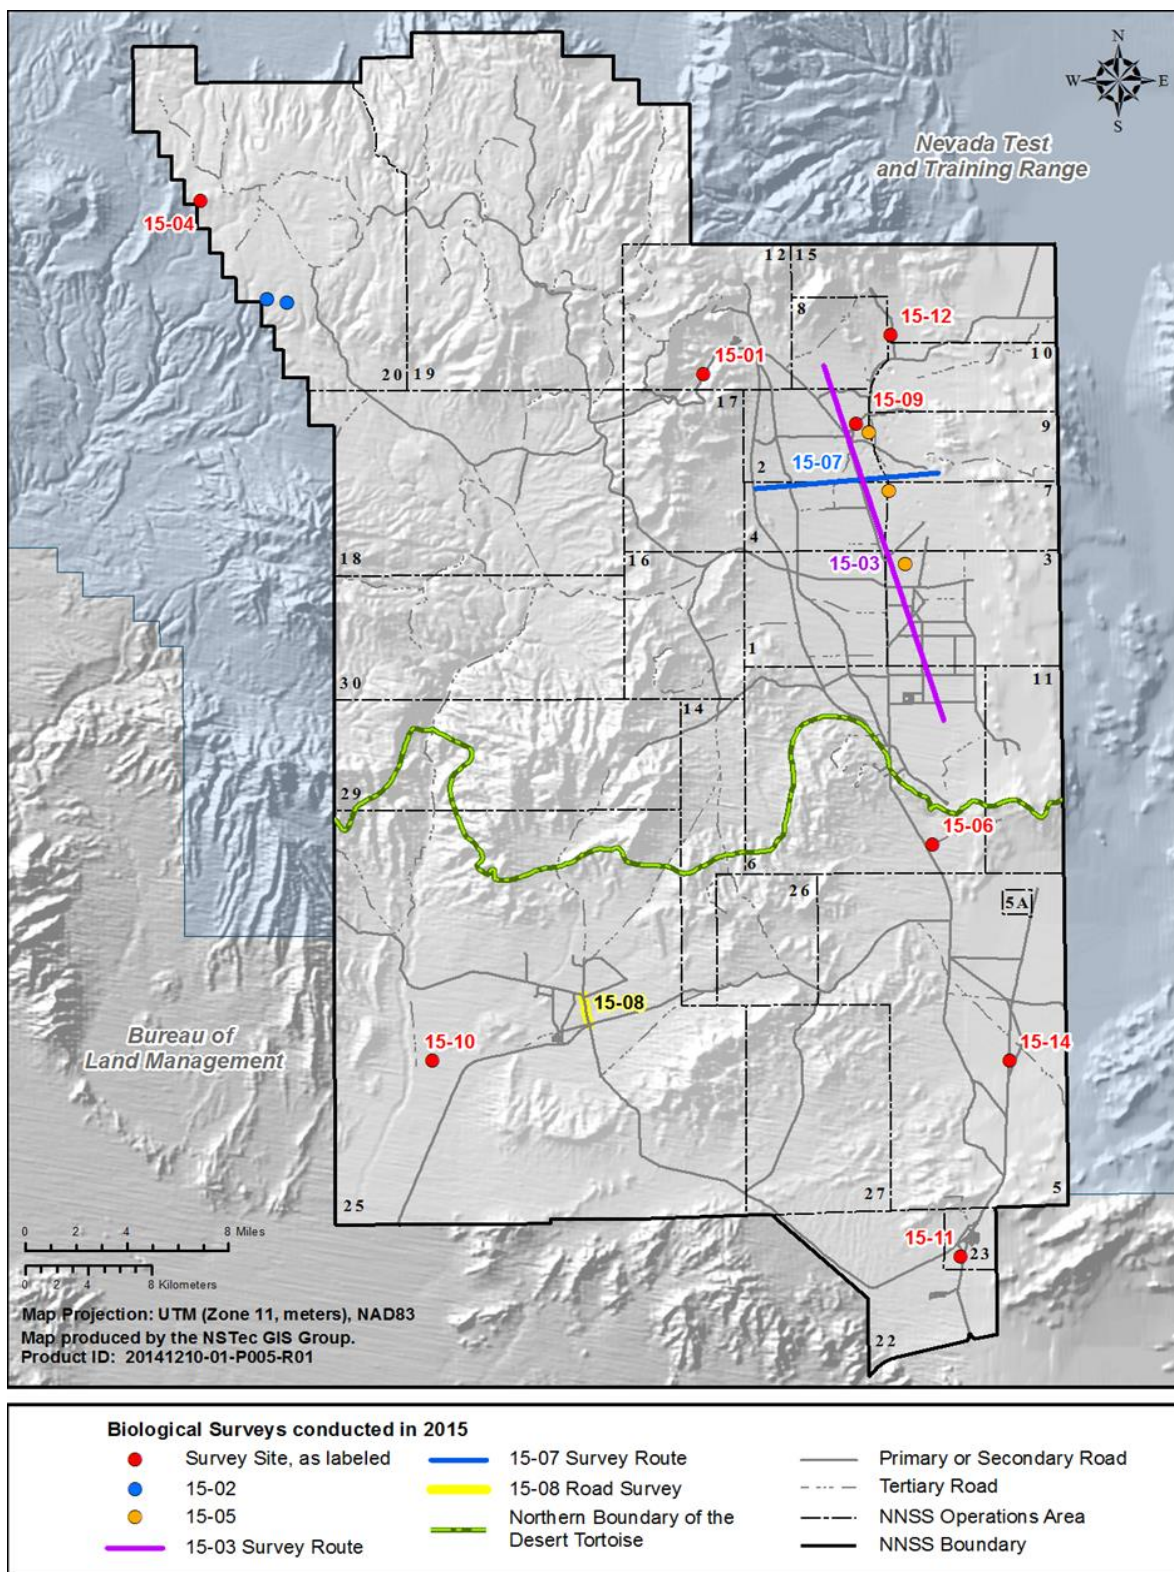 N
W
E
S
Nevada Test
and Training Range
15-04
12
15
8
15-12
15-01
10
20
19
17
15-09
9
15-07
2
7
4
18
16
15-03
3
1
30
14
11
29
15-06
6
26
5A
15-08
Bureau of
Land Management
15-10
15-14
25
27
5
0 2 4 8 Miles
15-11
23
0 2 4 8 Kilometers
Map Projection: UTM (Zone 11, meters), NAD83
Map produced by the NSTec GIS Group.
Product ID: 20141210-01-P005-R01
22
Biological Surveys conducted in 2015
Survey Site, as labeled
15-02
15-05
15-03 Survey Route
15-07 Survey Route
15-08 Road Survey
Northern Boundary of the
Desert Tortoise
Primary or Secondary Road
Tertiary Road
NNSS Operations Area
NNSS Boundary